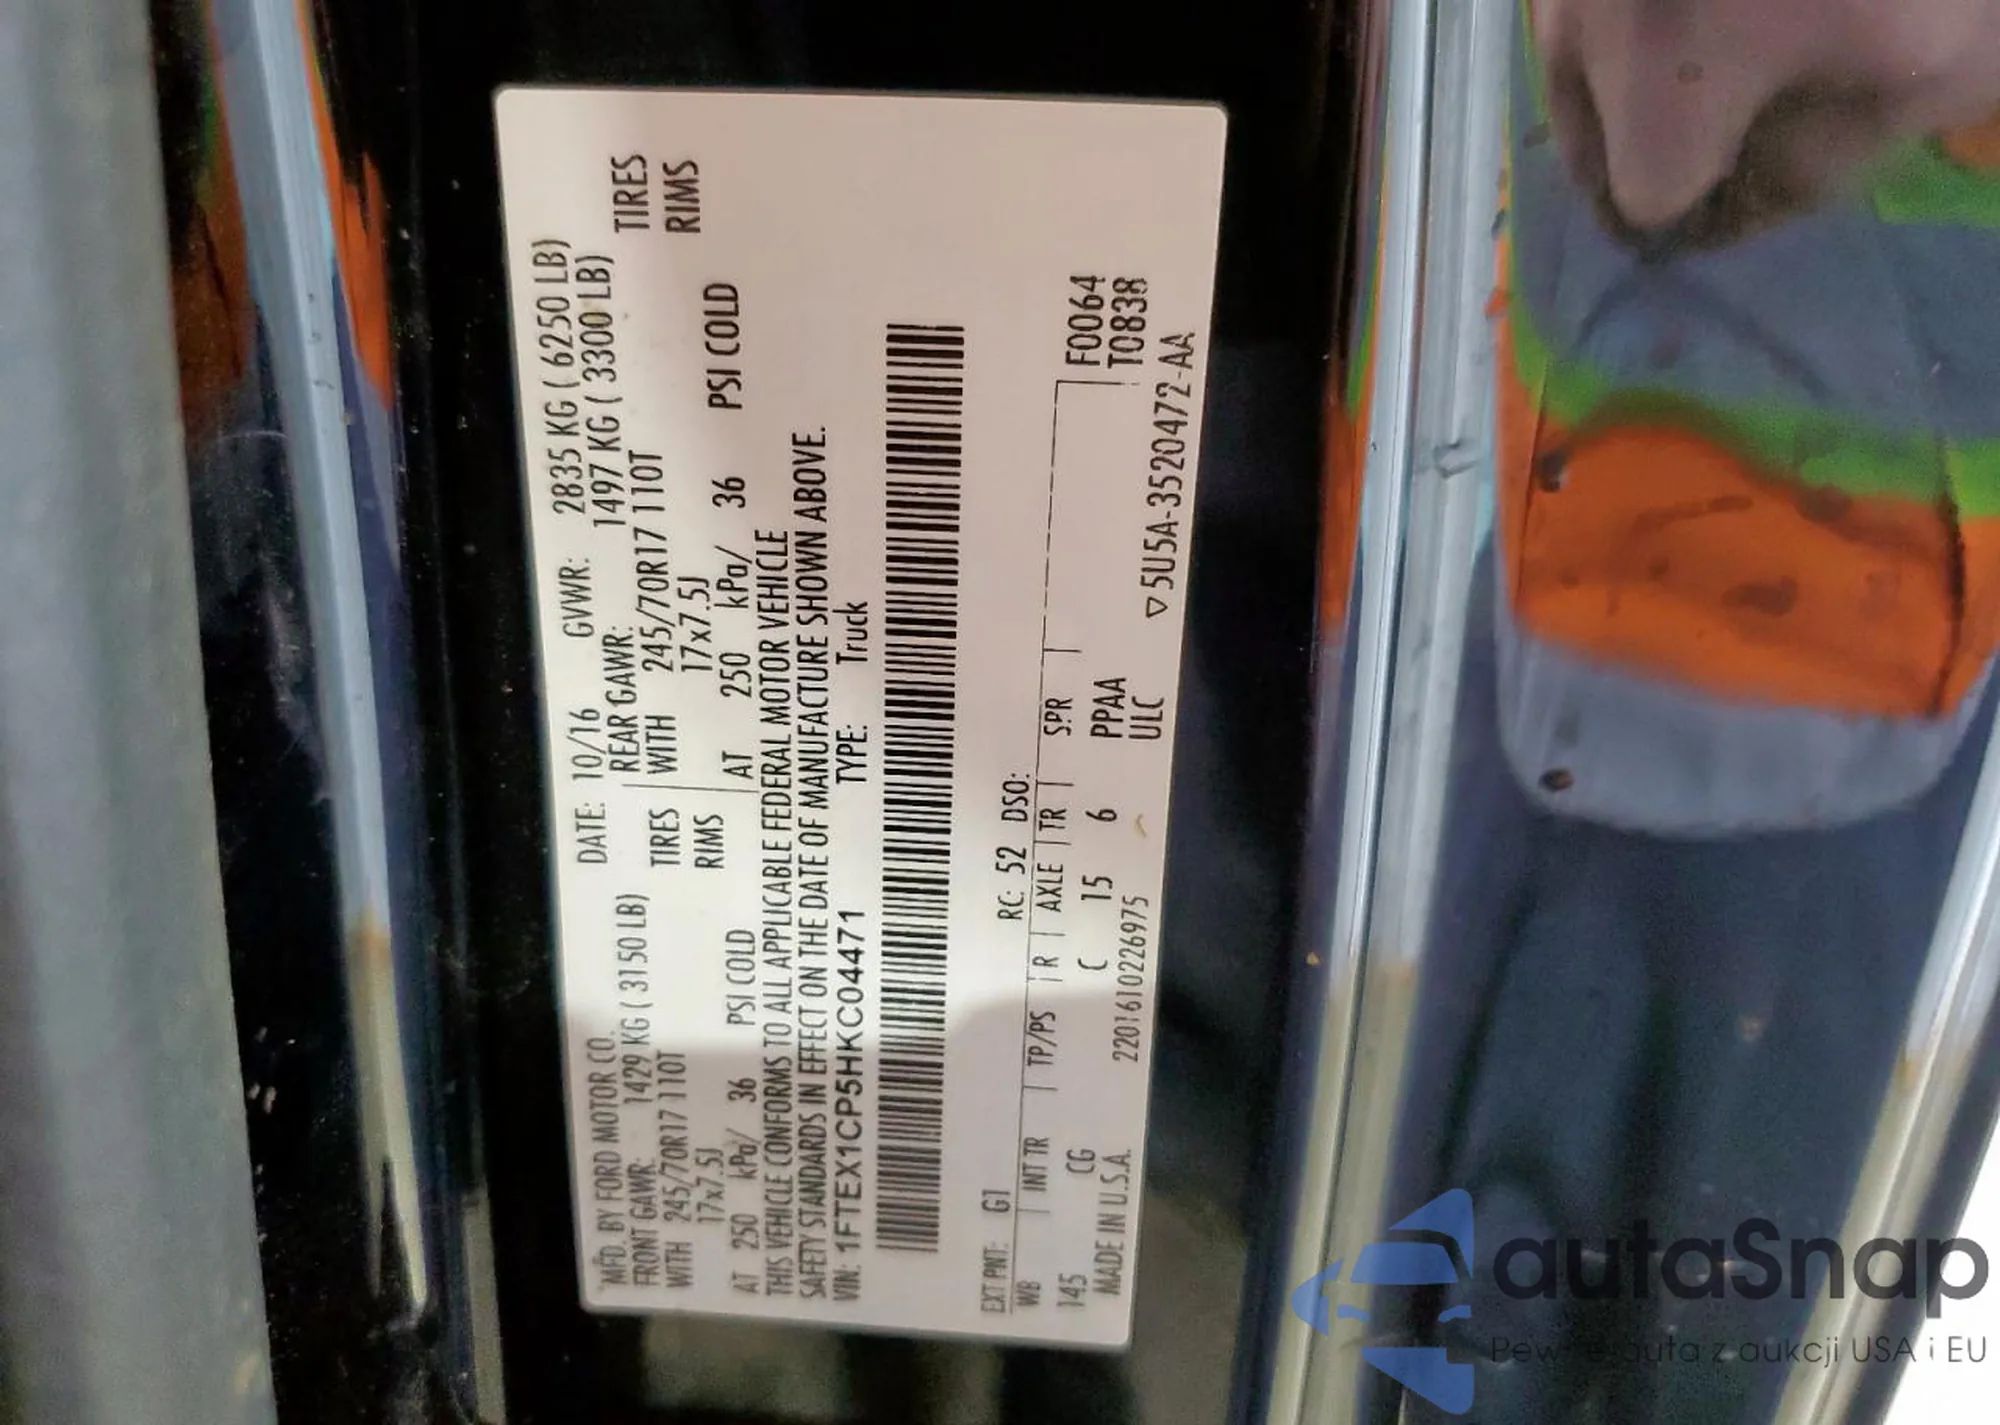 MFD. BY FORD MOTOR CO. DATE: 10/16 GVWR: 2835 KG ( 6250 LB)
FRONT GAWR: 1429 KG ( 3150 LB) REAR GAWR: 1497 KG ( 3300 LB)
WITH 245/70R17 110T TIRES WITH 245/70R17 110T TIRES
17x7.5J RIMS 17x7.5J RIMS
AT 250 kPa/ 36 PSI COLD AT 250 kPa/ 36 PSI COLD
THIS VEHICLE CONFORMS TO ALL APPLICABLE FEDERAL MOTOR VEHICLE
SAFETY STANDARDS IN EFFECT ON THE DATE OF MANUFACTURE SHOWN ABOVE.
VIN: 1FTEX1CP5HKC04471 TYPE: Truck
EXT PNT: G1 RC: 52 DSO:
WB INT TR TP/PS R AXLE TR SPR F0064
145 CG C 15 6 PPAA T0838
MADE IN U.S.A. 2201610226975 ULC
▽5U5A-3520472-AA
autaSnap
auta z aukcji USA i EU